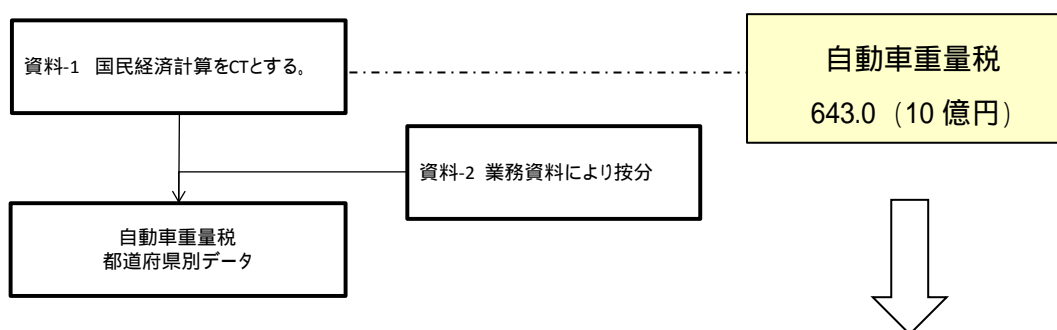 資料-1 国民経済計算をCTとする。
自動車重量税
643.0（10 億円）
資料-2 業務資料により按分
自動車重量税
都道府県別データ